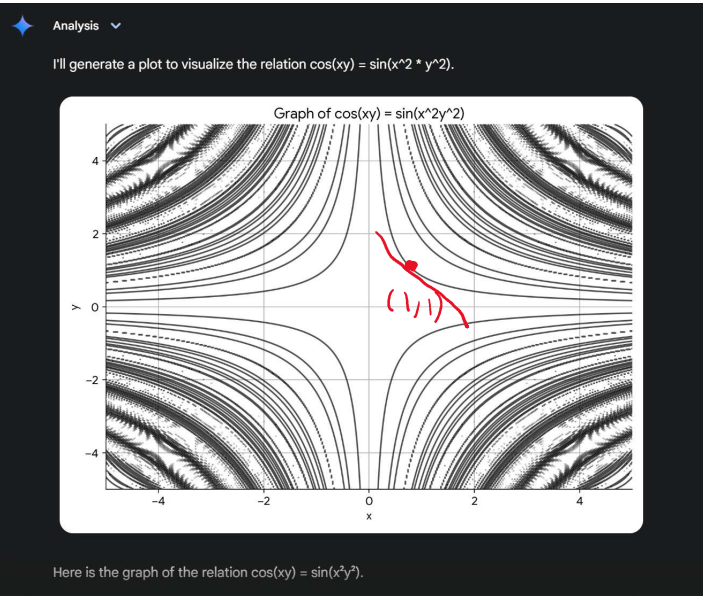 Analysis
I'll generate a plot to visualize the relation cos(xy) = sin(x^2 * y^2).
Graph of cos(xy) = sin(x^2y^2)
4
2
(1,1)
0
y
−2
−4
−4 −2 0 2 4
x
Here is the graph of the relation cos(xy) = sin(x²y²).